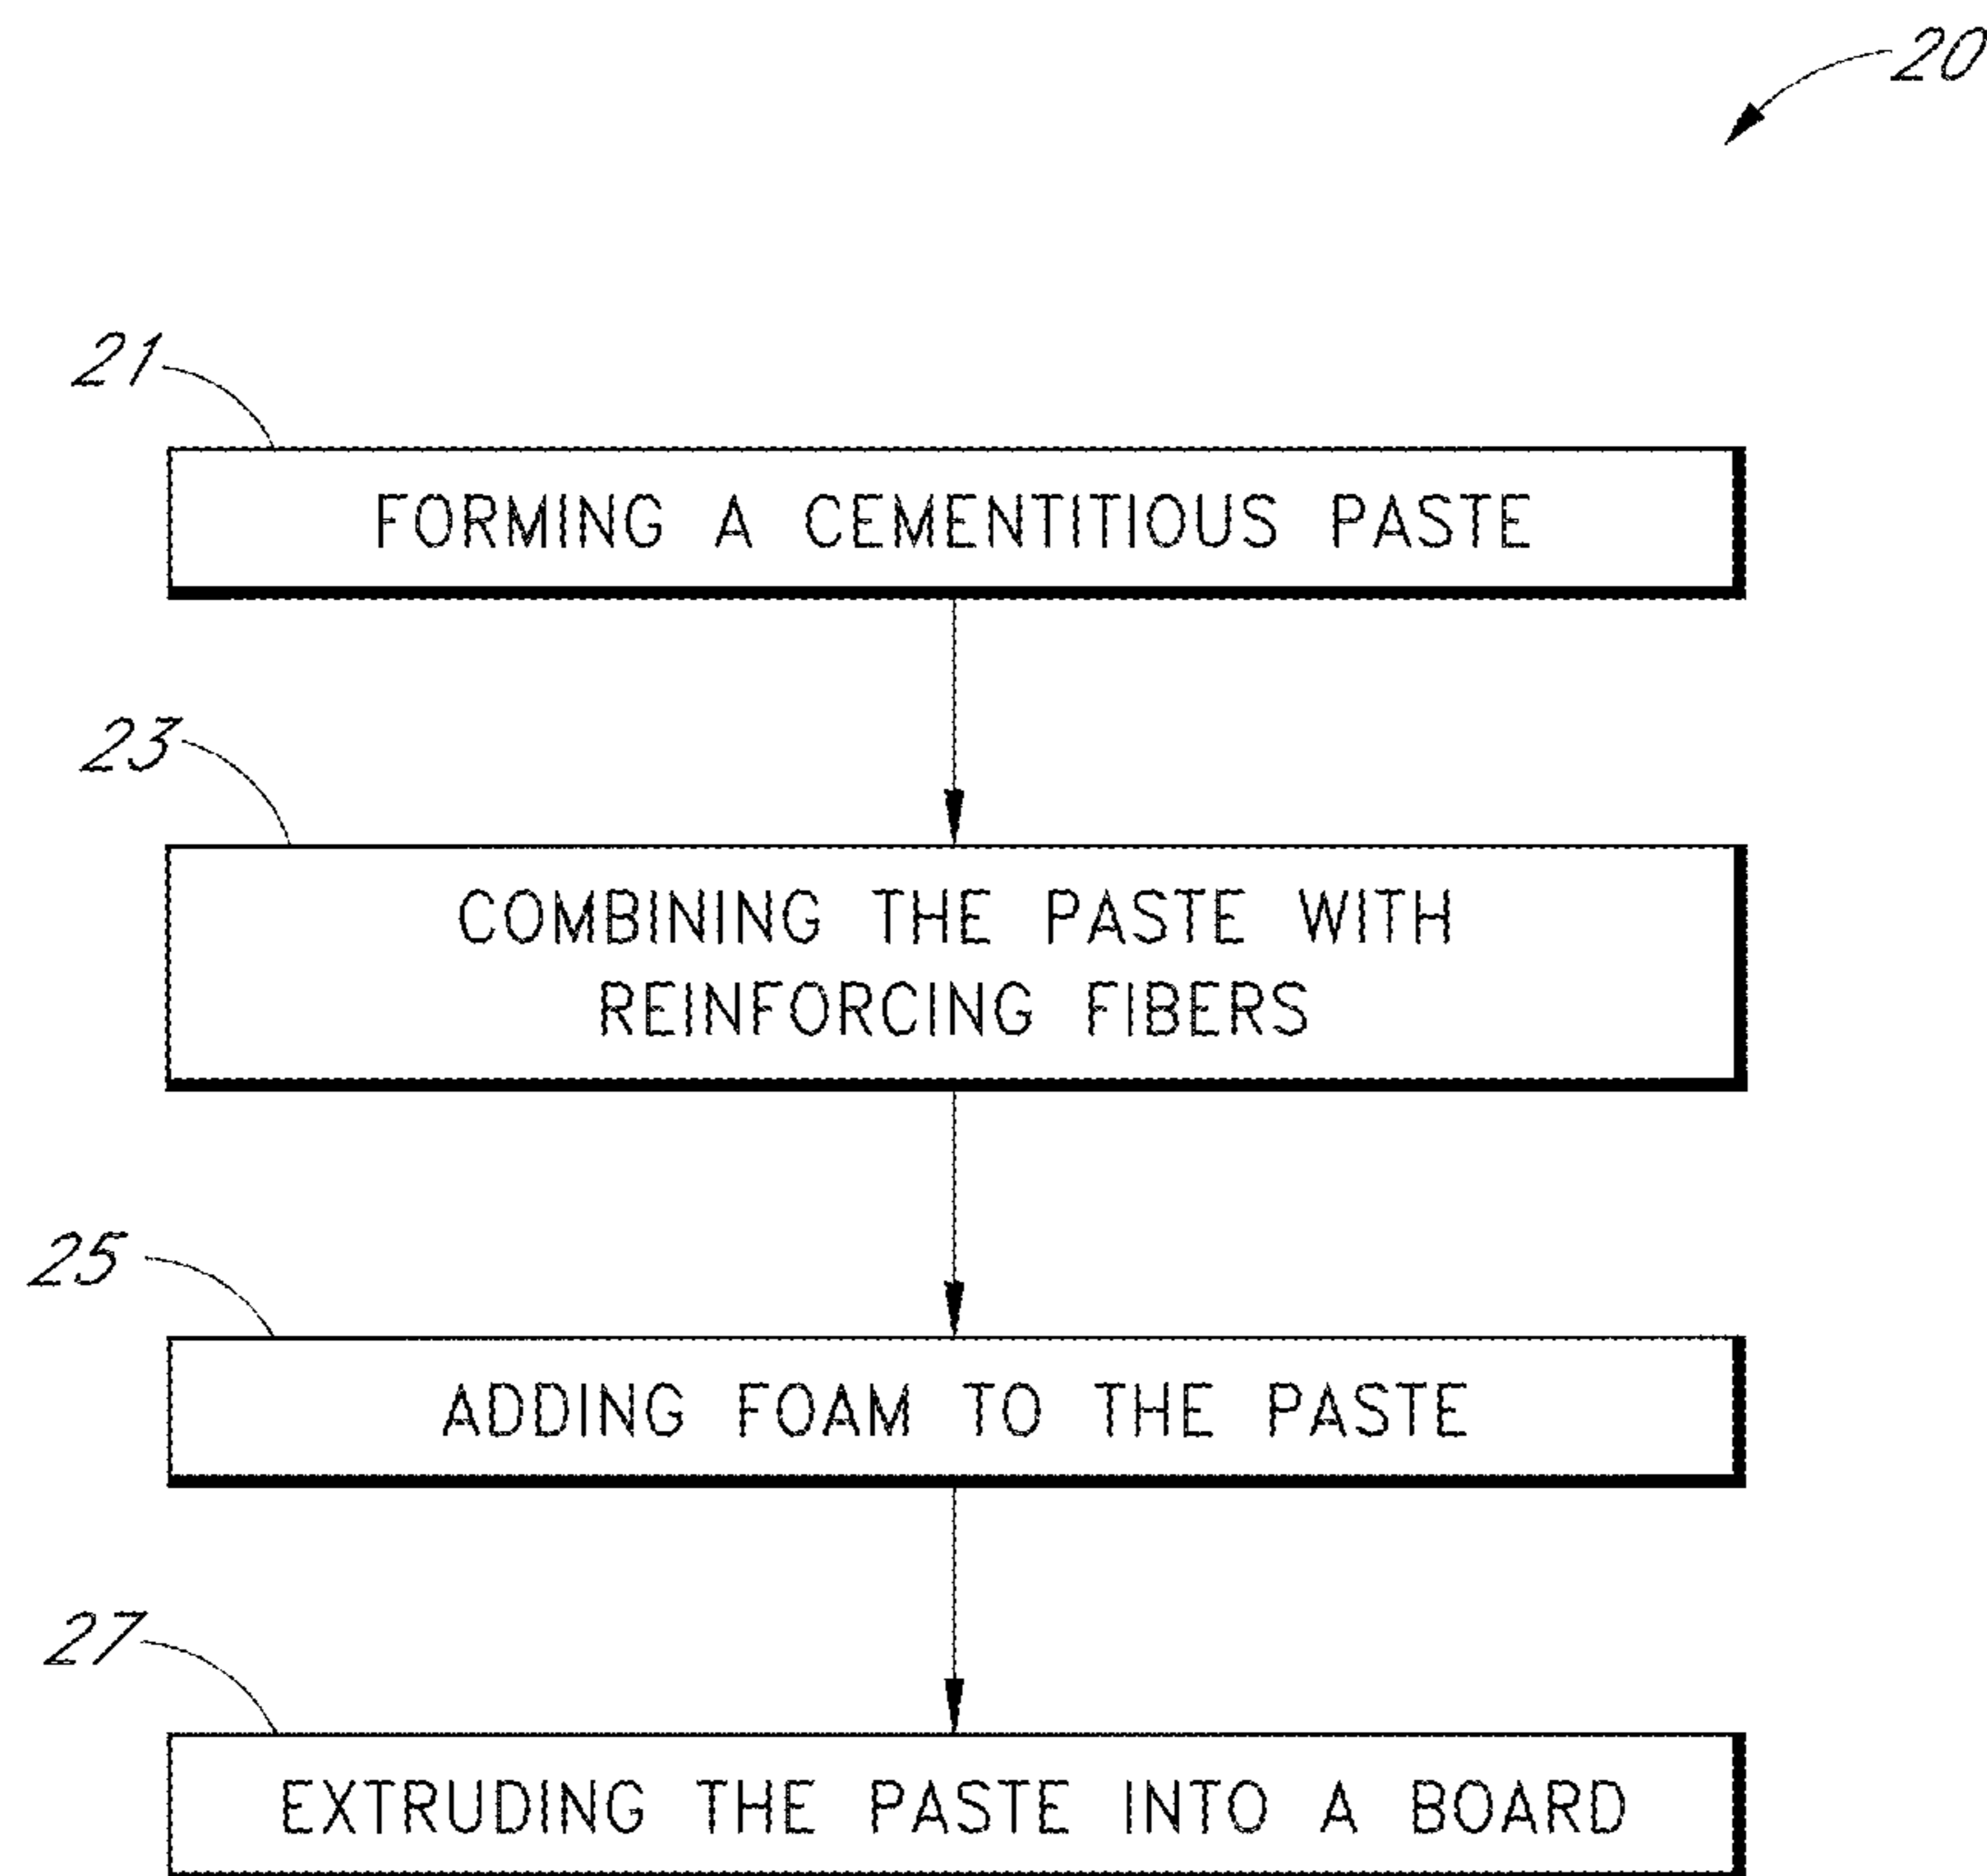 20
21
FORMING A CEMENTITIOUS PASTE
23
COMBINING THE PASTE WITH
REINFORCING FIBERS
25
ADDING FOAM TO THE PASTE
27
EXTRUDING THE PASTE INTO A BOARD